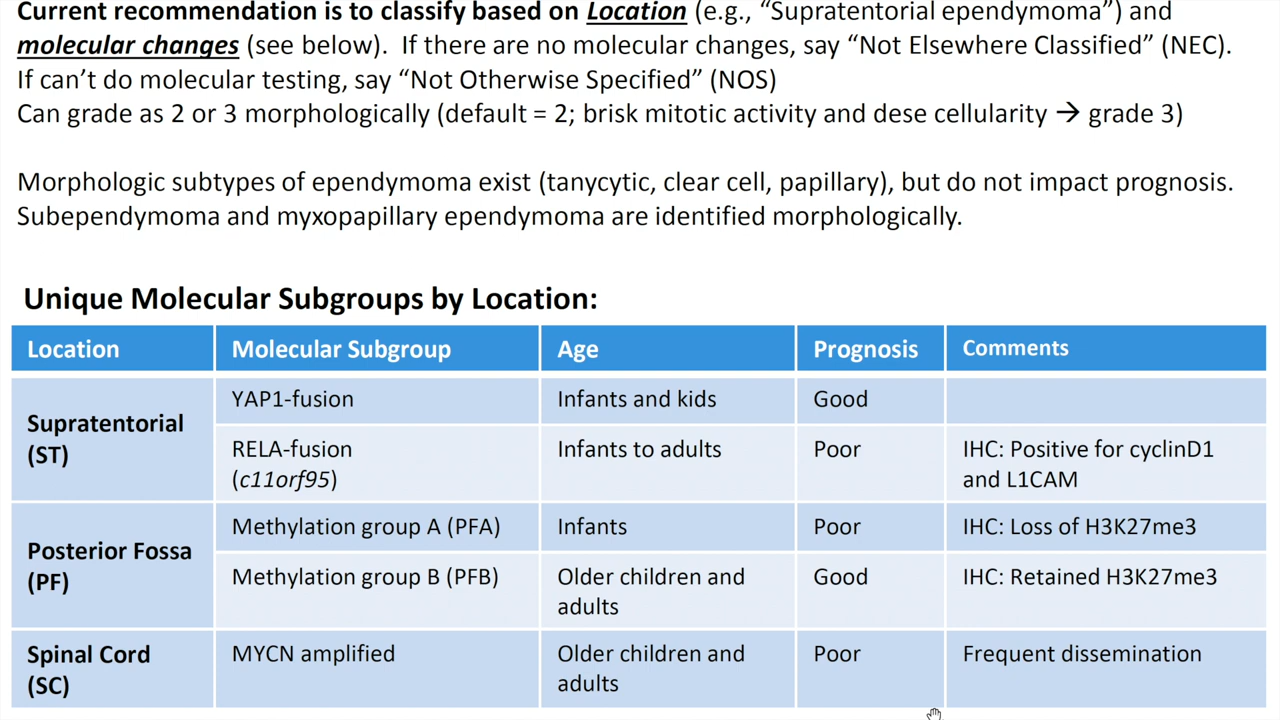 Current recommendation is to classify based on Location (e.g., “Supratentorial ependymoma”) and
molecular changes (see below). If there are no molecular changes, say “Not Elsewhere Classified” (NEC).
If can’t do molecular testing, say “Not Otherwise Specified” (NOS)
Can grade as 2 or 3 morphologically (default = 2; brisk mitotic activity and dese cellularity → grade 3)
Morphologic subtypes of ependymoma exist (tanycytic, clear cell, papillary), but do not impact prognosis.
Subependymoma and myxopapillary ependymoma are identified morphologically.
Unique Molecular Subgroups by Location:
Location Molecular Subgroup Age Prognosis Comments
Supratentorial
(ST)
YAP1-fusion Infants and kids Good
RELA-fusion Infants to adults Poor IHC: Positive for cyclinD1
(c11orf95) and L1CAM
Posterior Fossa
(PF)
Methylation group A (PFA) Infants Poor IHC: Loss of H3K27me3
Methylation group B (PFB) Older children and Good IHC: Retained H3K27me3
adults
Spinal Cord MYCN amplified Older children and Poor Frequent dissemination
(SC) adults